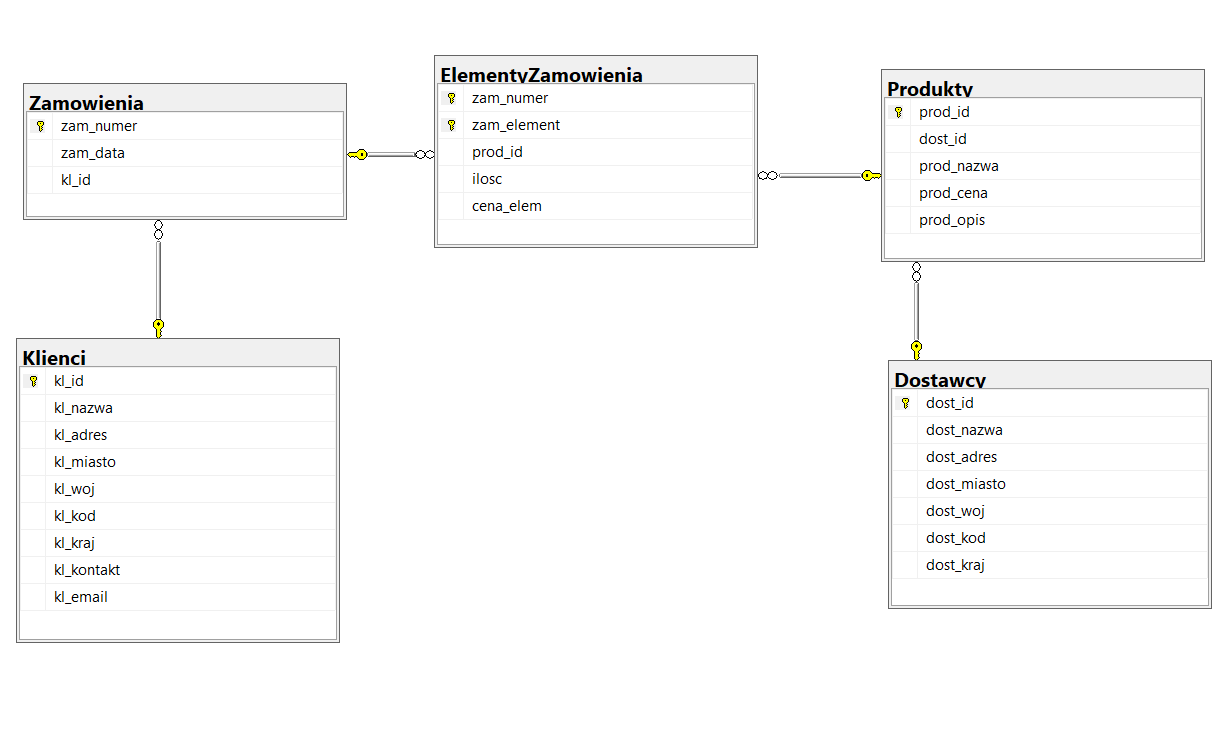 Zamowienia
zam_numer
zam_data
kl_id
ElementyZamowienia
zam_numer
zam_element
prod_id
ilosc
cena_elem
Produkty
prod_id
dost_id
prod_nazwa
prod_cena
prod_opis
Klienci
kl_id
kl_nazwa
kl_adres
kl_miasto
kl_woj
kl_kod
kl_kraj
kl_kontakt
kl_email
Dostawcy
dost_id
dost_nazwa
dost_adres
dost_miasto
dost_woj
dost_kod
dost_kraj